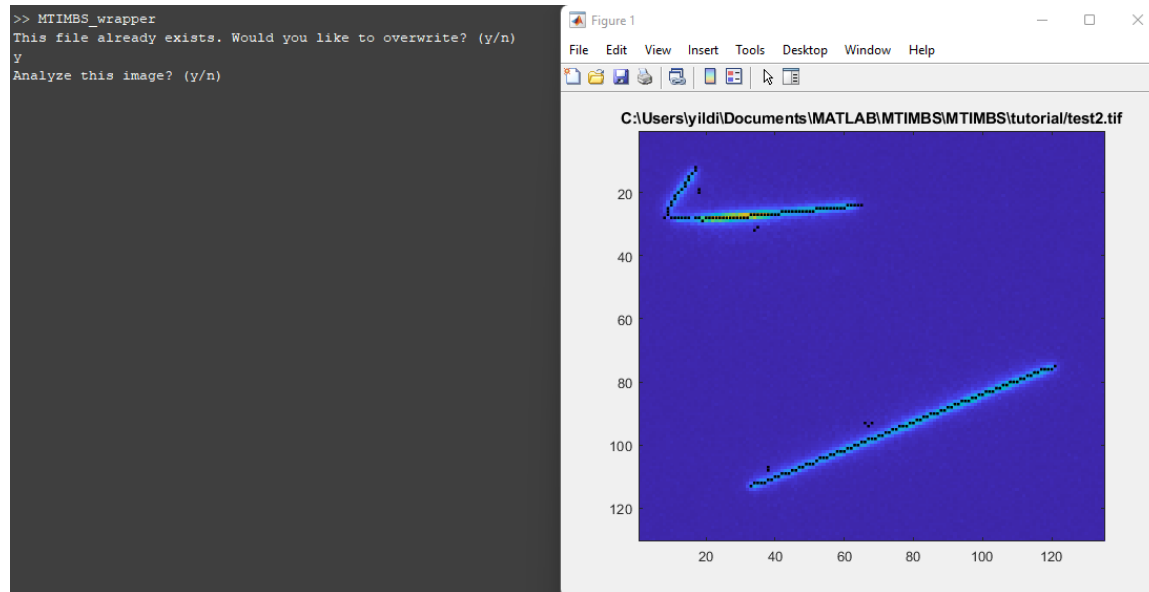 >> MTIMBS_wrapper
This file already exists. Would you like to overwrite? (y/n)
y
Analyze this image? (y/n)
Figure 1
File Edit View Insert Tools Desktop Window Help
C:\Users\yildi\Documents\MATLAB\MTIMBS\MTIMBS\tutorial/test2.tif
20
40
60
80
100
120
20 40 60 80 100 120